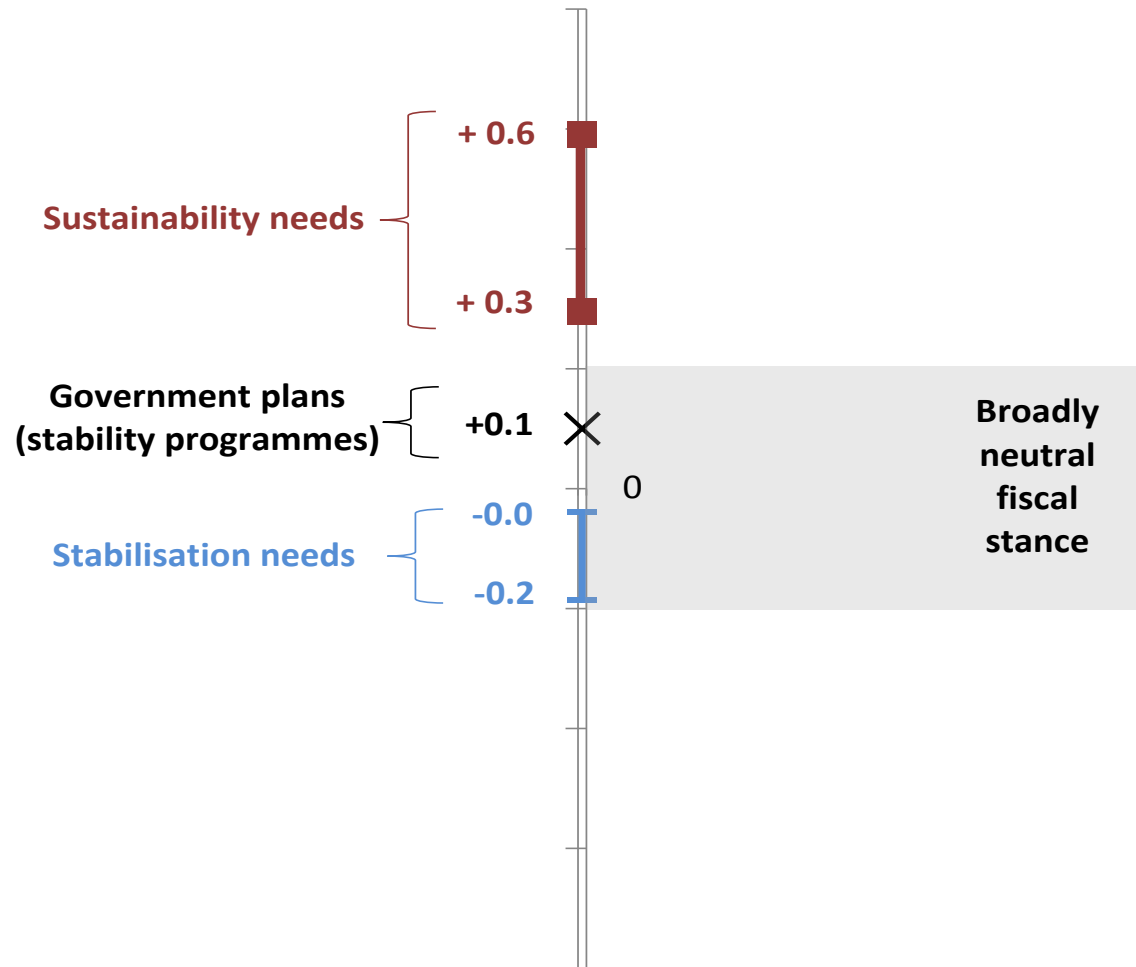 + 0.6
Sustainability needs
+ 0.3
Government plans
(stability programmes)
+0.1
Broadly
neutral
fiscal
stance
0
-0.0
Stabilisation needs
-0.2